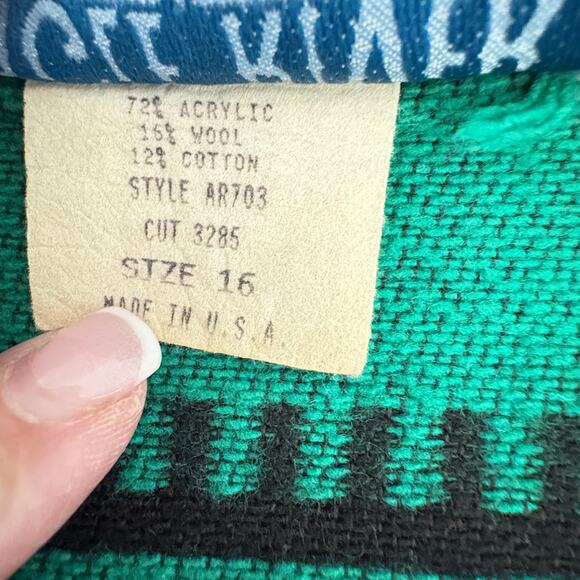 72% ACRYLIC
16% WOOL
12% COTTON
STYLE AR703
CUT 3285
SIZE 16
MADE IN U.S.A.